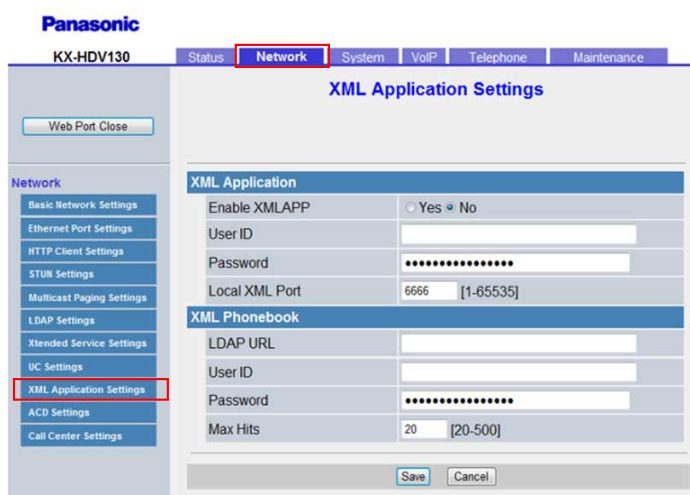 Panasonic
KX-HDV130
Status Network System VoIP Telephone Maintenance
XML Application Settings
Web Port Close
Network
Basic Network Settings
Ethernet Port Settings
HTTP Client Settings
STUN Settings
Multicast Paging Settings
LDAP Settings
Xtended Service Settings
UC Settings
XML Application Settings
ACD Settings
Call Center Settings
XML Application
Enable XMLAPP Yes No
User ID
Password ••••••••••••••••
Local XML Port 6666 [1-65535]
XML Phonebook
LDAP URL
User ID
Password ••••••••••••••••
Max Hits 20 [20-500]
Save Cancel